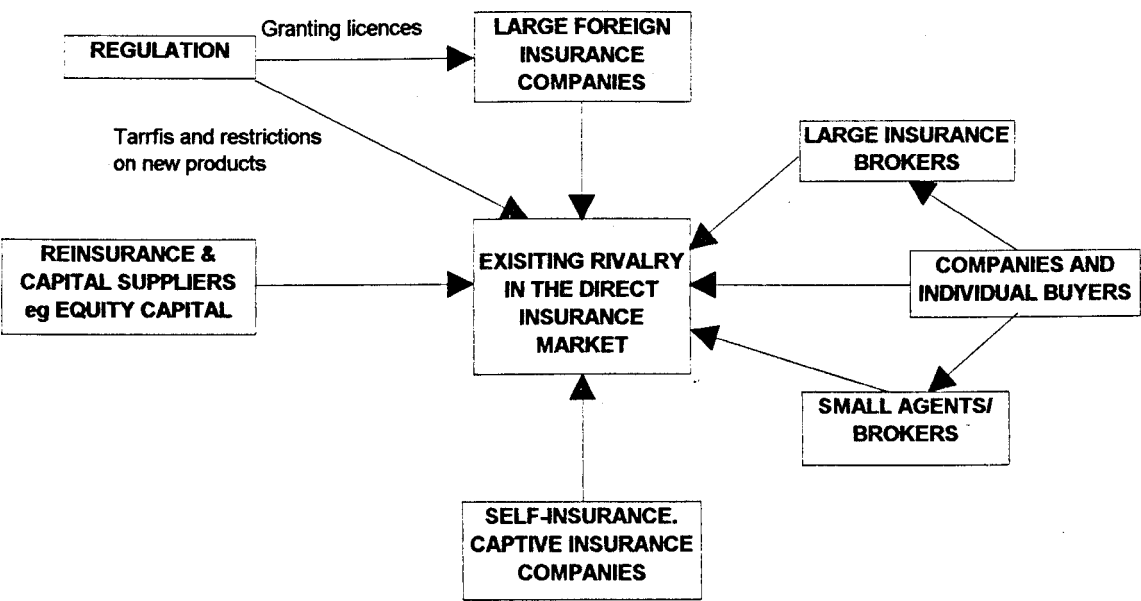 Granting licences
REGULATION
LARGE FOREIGN
INSURANCE
COMPANIES
Tarrfis and restrictions
on new products
LARGE INSURANCE
BROKERS
REINSURANCE &
CAPITAL SUPPLIERS
eg EQUITY CAPITAL
EXISITING RIVALRY
IN THE DIRECT
INSURANCE
MARKET
COMPANIES AND
INDIVIDUAL BUYERS
SMALL AGENTS/
BROKERS
SELF-INSURANCE.
CAPTIVE INSURANCE
COMPANIES